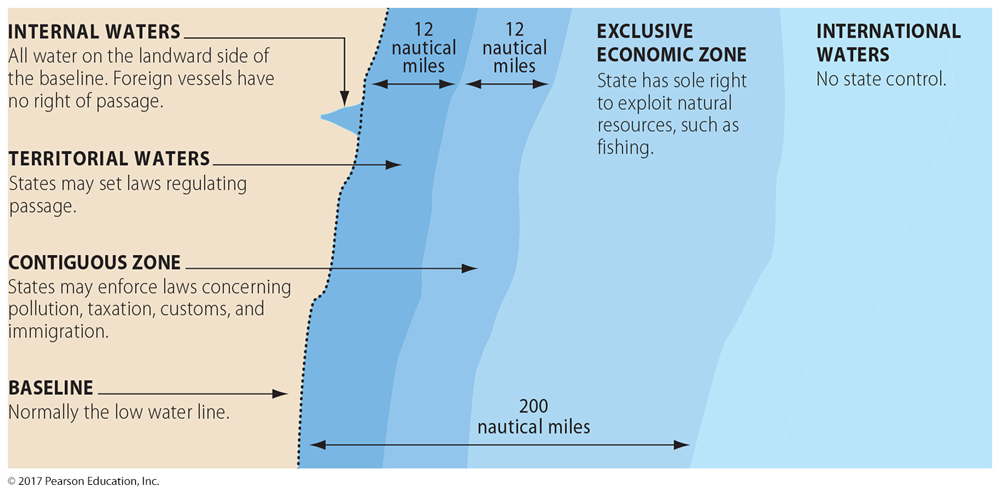 INTERNAL WATERS
All water on the landward side of
the baseline. Foreign vessels have
no right of passage.
TERRITORIAL WATERS
States may set laws regulating
passage.
CONTIGUOUS ZONE
States may enforce laws concerning
pollution, taxation, customs, and
immigration.
BASELINE
Normally the low water line.
12
nautical
miles
12
nautical
miles
EXCLUSIVE
ECONOMIC ZONE
State has sole right
to exploit natural
resources, such as
fishing.
INTERNATIONAL
WATERS
No state control.
200
nautical miles
© 2017 Pearson Education, Inc.